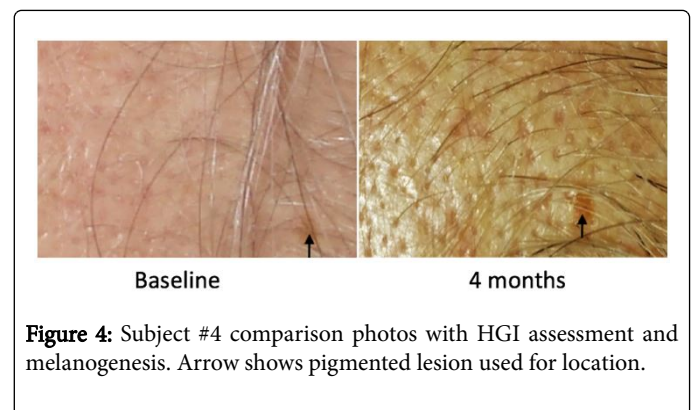 Baseline
4 months
Figure 4: Subject #4 comparison photos with HGI assessment and
melanogenesis. Arrow shows pigmented lesion used for location.